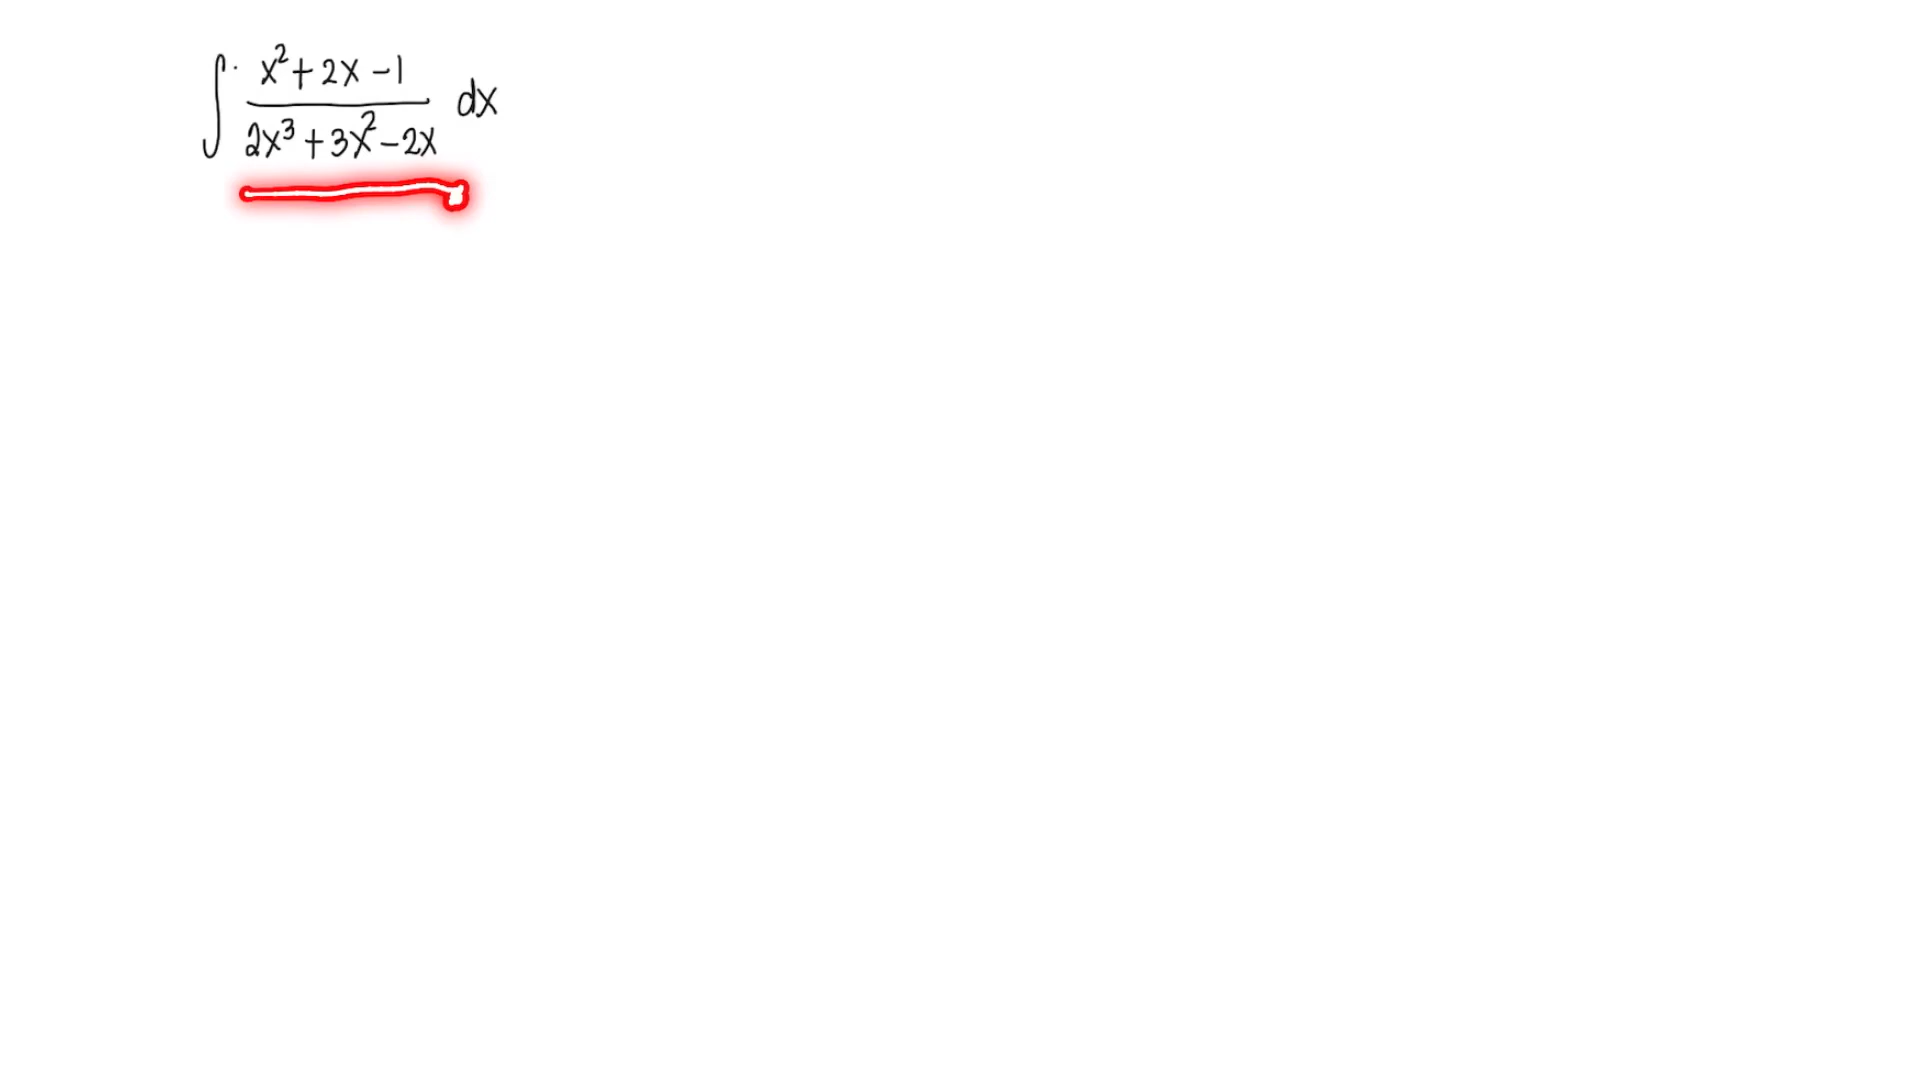 ∫ x²+2x-1 / 2x³+3x²-2x dx